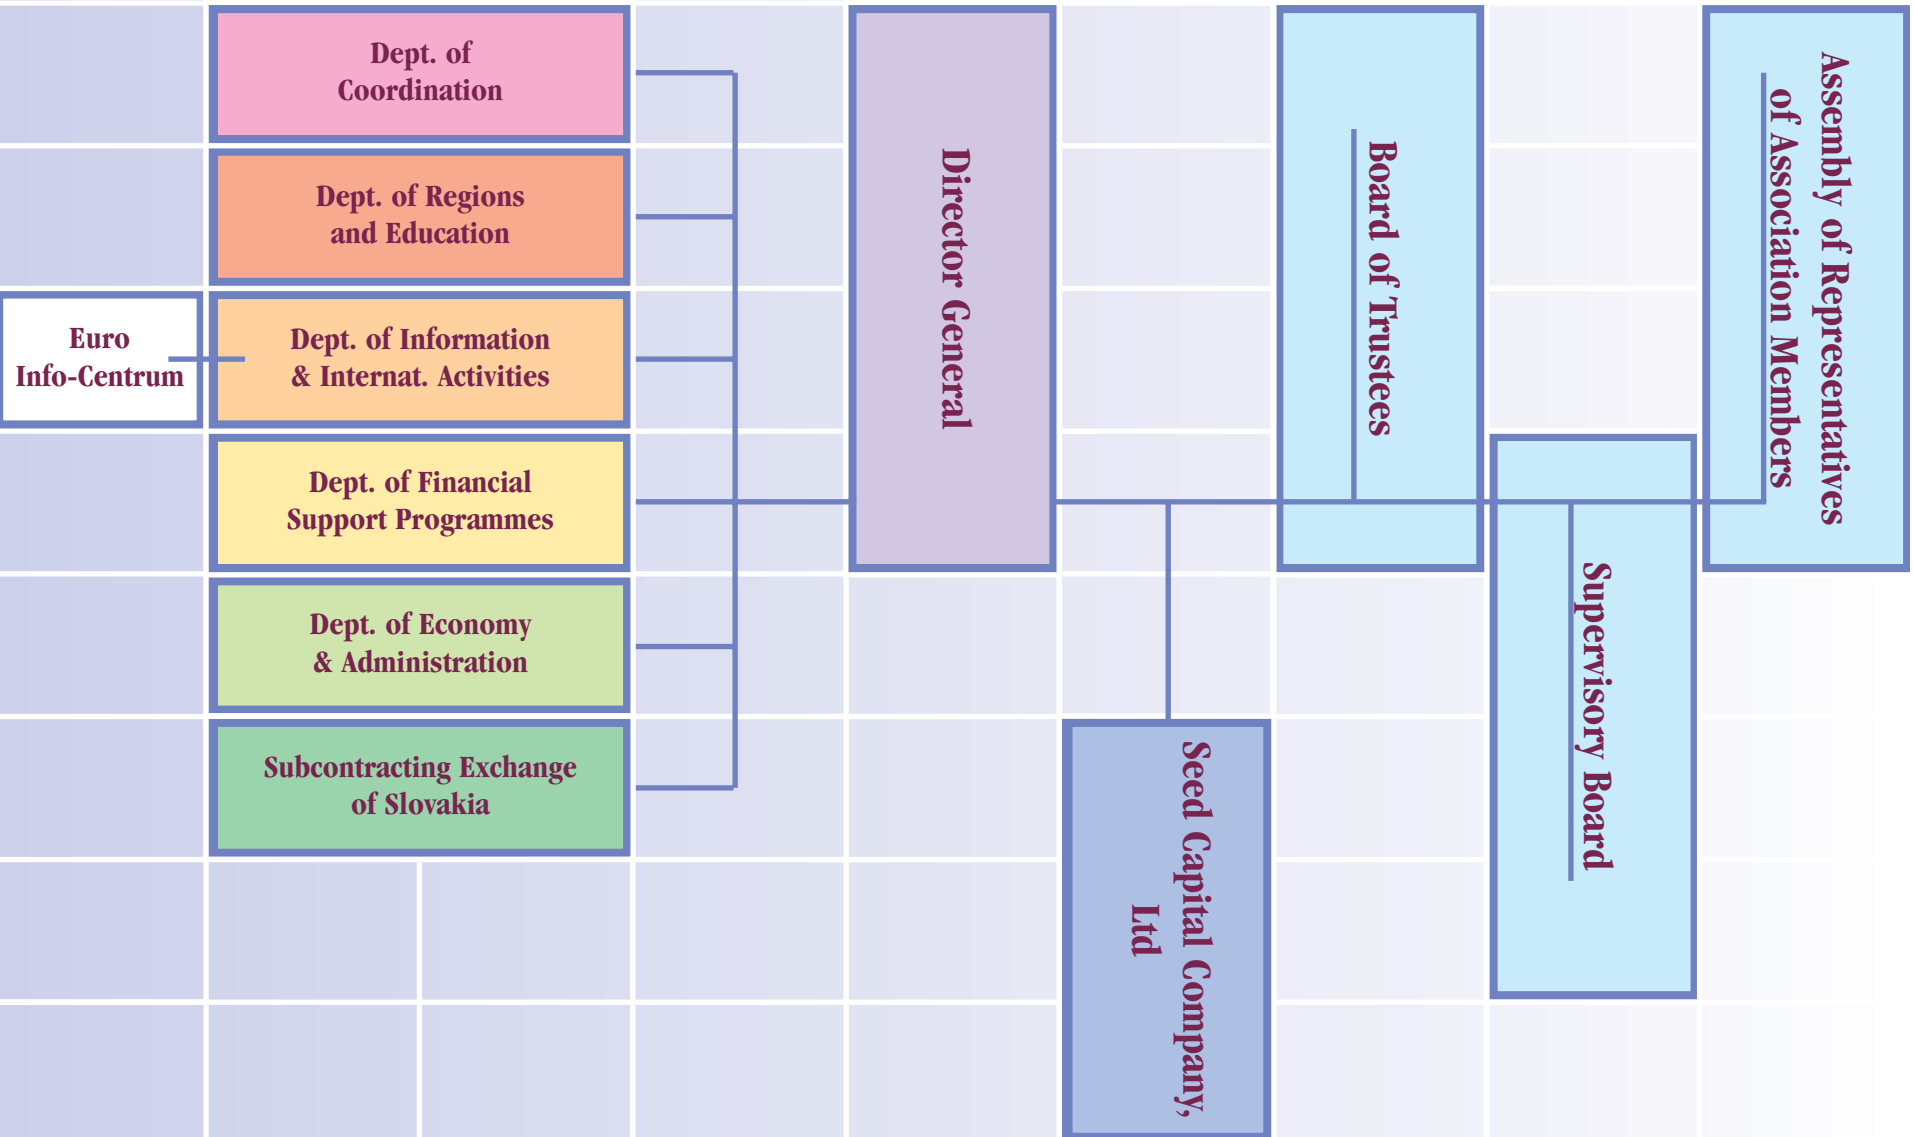 Dept. of
Coordination
Dept. of Regions
and Education
Euro
Info-Centrum
Dept. of Information
& Internat. Activities
Dept. of Financial
Support Programmes
Dept. of Economy
& Administration
Subcontracting Exchange
of Slovakia
Director General
Seed Capital Company,
Ltd
Board of Trustees
Supervisory Board
Assembly of Representatives
of Association Members